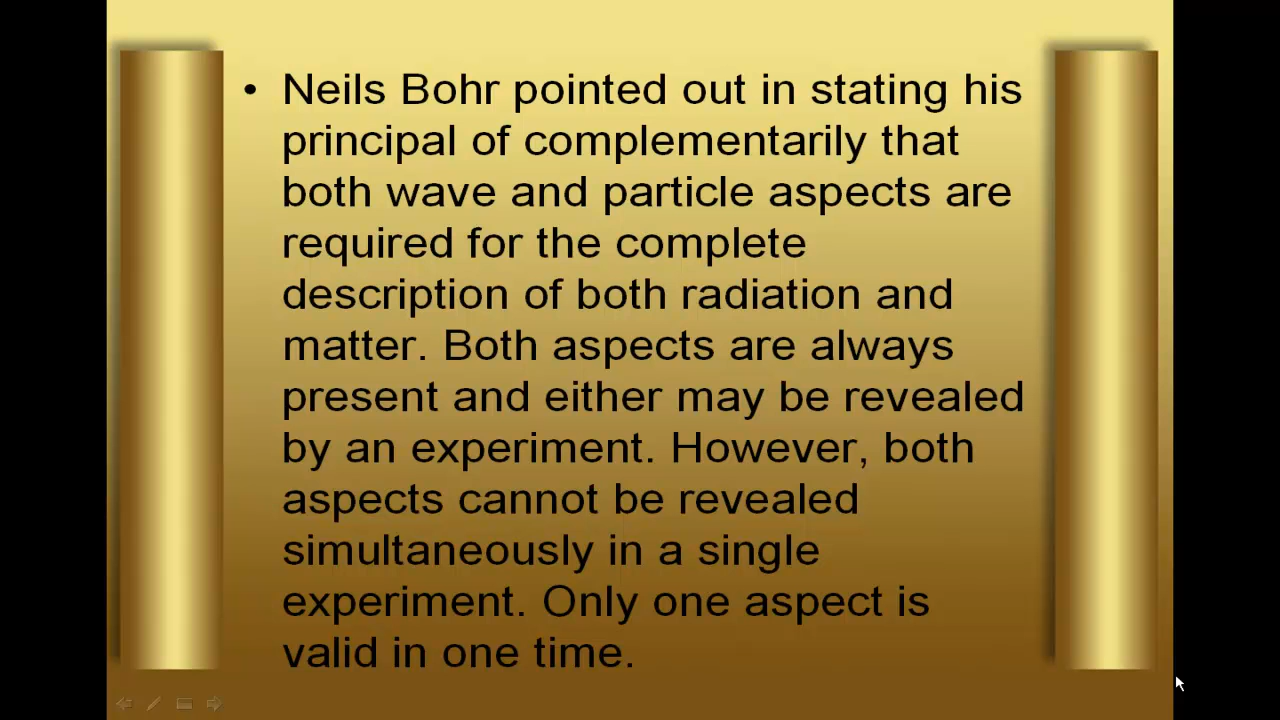 • Neils Bohr pointed out in stating his
principal of complementarily that
both wave and particle aspects are
required for the complete
description of both radiation and
matter. Both aspects are always
present and either may be revealed
by an experiment. However, both
aspects cannot be revealed
simultaneously in a single
experiment. Only one aspect is
valid in one time.